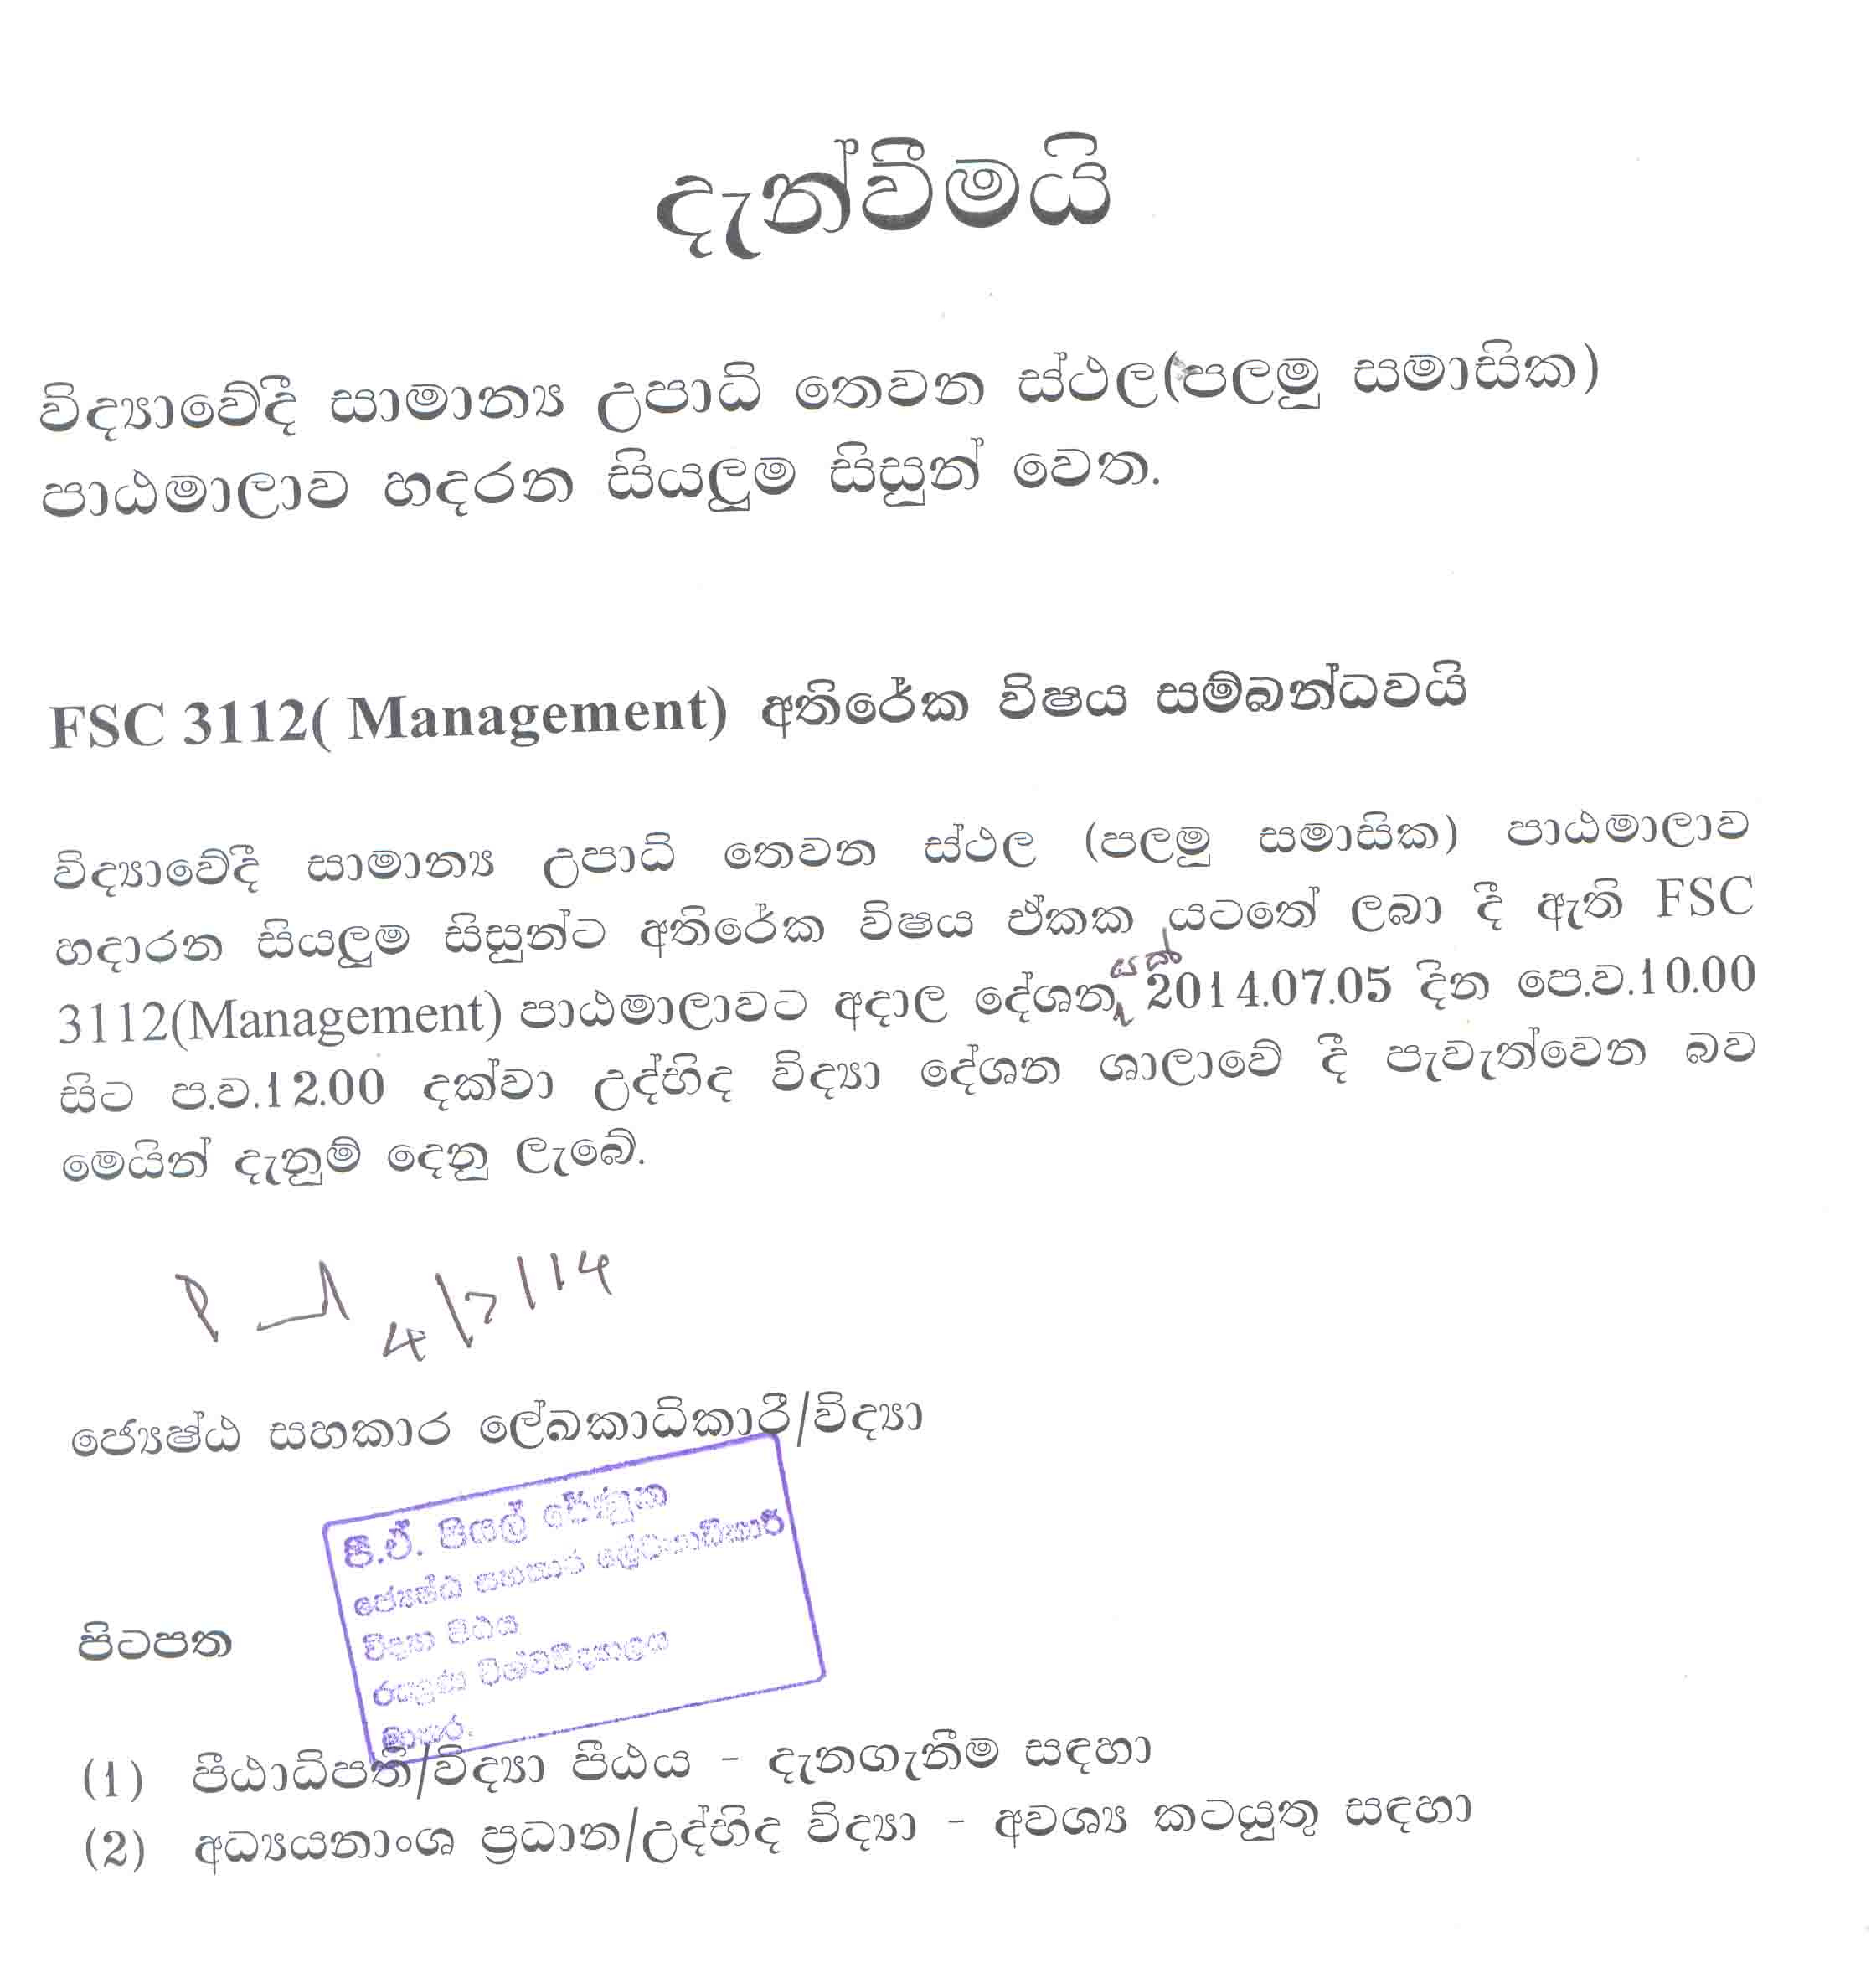 දැන්වීමයි
විද්‍යාවේදී සාමාන්‍ය උපාධි තෙවන ස්ථල(පලමු සමාසික)
පාඨමාලාව හදරන සියලුම සිසුන් වෙත.
FSC 3112( Management) අතිරේක විෂය සම්බන්ධවයි
විද්‍යාවේදී සාමාන්‍ය උපාධි තෙවන ස්ථල (පලමු සමාසික) පාඨමාලාව
හදාරන සියලුම සිසුන්ට අතිරේක විෂය ඒකක යටතේ ලබා දී ඇති FSC
යක්
3112(Management) පාඨමාලාවට අදාල දේශන 2014.07.05 දින පෙ.ව.10.00
සිට ප.ව.12.00 දක්වා උද්භිද විද්‍යා දේශන ශාලාවේ දී පැවැත්වෙන බව
මෙයින් දැනුම් දෙනු ලැබේ.
4/7/14
ජ්‍යෙෂ්ඨ සහකාර ලේඛකාධිකාරී/විද්‍යා
පී.ඒ. පියල්
ජ්‍යෙෂ්ඨ සහකාර ලේඛකාධිකාරී
විද්‍යා පීඨය
රුහුණ විශ්වවිද්‍යාලය
මාතර.
පිටපත
(1) පීඨාධිපති/විද්‍යා පීඨය - දැනගැනීම සඳහා
(2) අධ්‍යයනාංශ ප්‍රධාන/උද්භිද විද්‍යා - අවශ්‍ය කටයුතු සඳහා